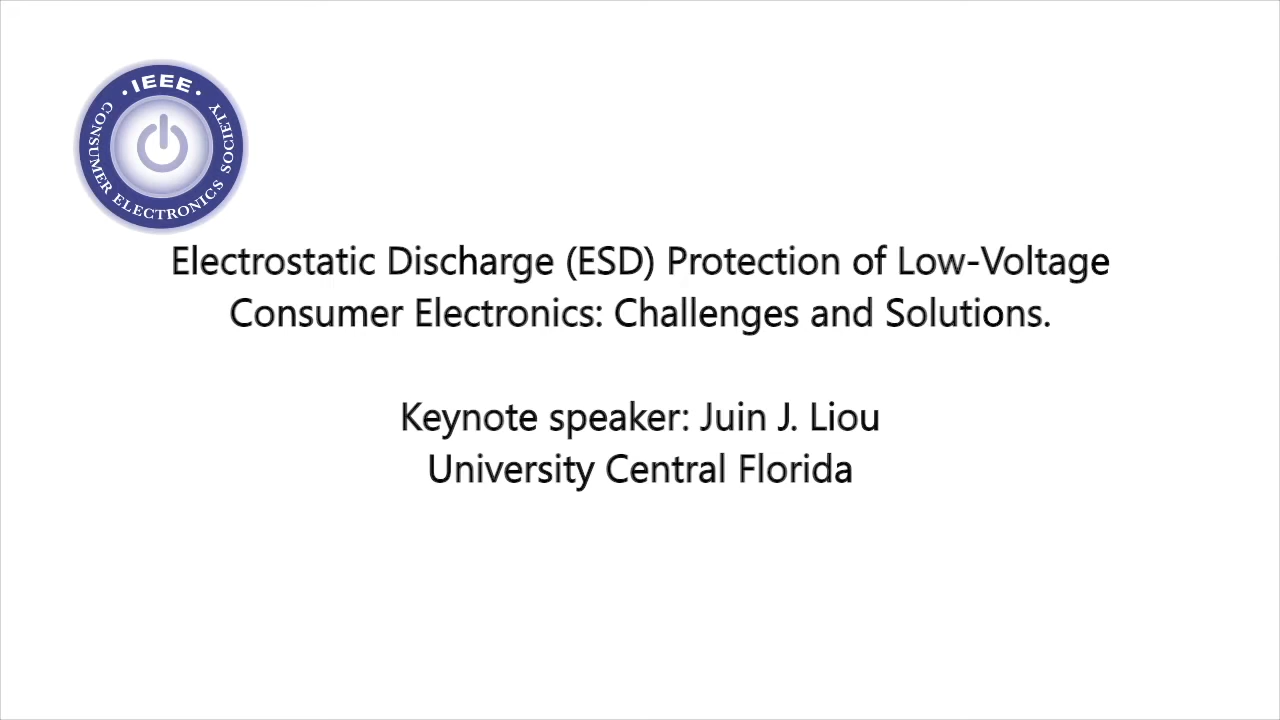 · IEEE ·
CONSUMER ELECTRONICS SOCIETY
Electrostatic Discharge (ESD) Protection of Low-Voltage
Consumer Electronics: Challenges and Solutions.
Keynote speaker: Juin J. Liou
University Central Florida